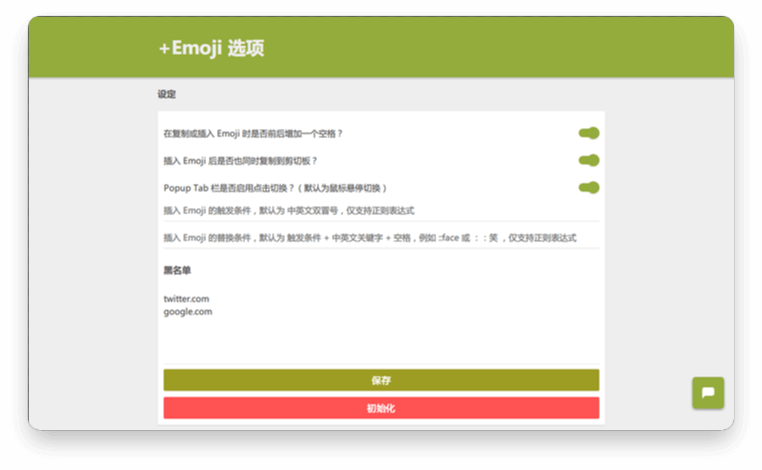 +Emoji 选项
设定
在复制或插入 Emoji 时是否前后增加一个空格？
插入 Emoji 后是否也同时复制到剪切板？
Popup Tab 栏是否启用点击切换？（默认为鼠标悬停切换）
插入 Emoji 的触发条件，默认为 中英文双冒号，仅支持正则表达式
插入 Emoji 的替换条件，默认为 触发条件 + 中英文关键字 + 空格，例如 ::face 或 ：：笑 ，仅支持正则表达式
黑名单
twitter.com
google.com
保存
初始化